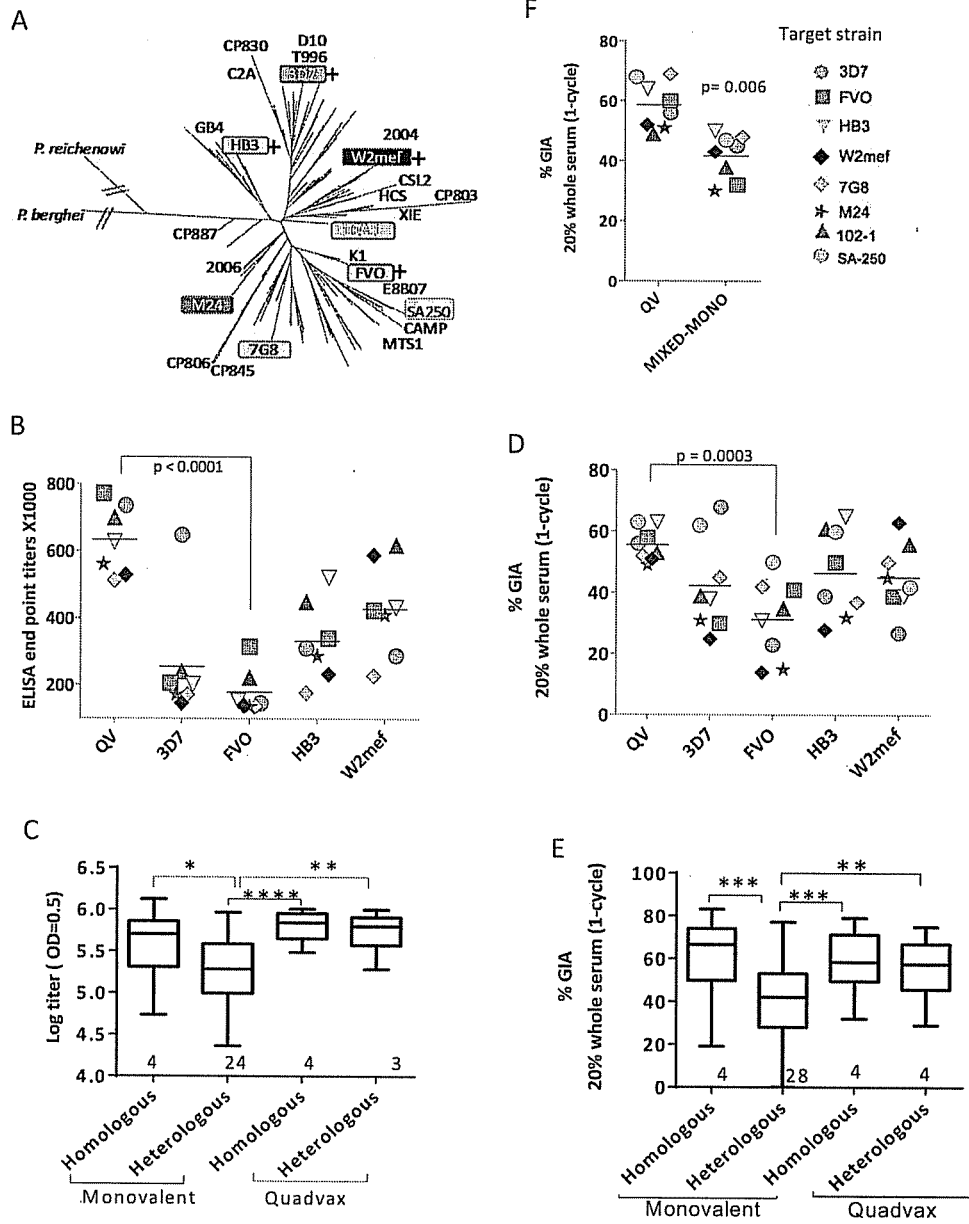 A
CP830
D10
T996
C2A
3D7+
GB4
HB3+
2004
W2mef+
P. reichenowi
CSL2
HCS
CP803
XIE
P. berghei
CP887
K1
FVO+
2006
E8B07
M24
SA250
CAMP
MTS1
7G8
CP806
CP845
F
Target strain
80
60
40
20
0
% GIA
20% whole serum (1-cycle)
p= 0.006
QV
MIXED-MONO
3D7
FVO
HB3
W2mef
7G8
M24
102-1
SA-250
B
p < 0.0001
800
600
400
200
ELISA end point titers X1000
QV
3D7
FVO
HB3
W2mef
D
p = 0.0003
80
60
40
20
0
% GIA
20% whole serum (1-cycle)
QV
3D7
FVO
HB3
W2mef
C
6.5
6.0
5.5
5.0
4.5
4.0
Log titer ( OD=0.5)
*
**
****
4
24
4
3
Homologous
Heterologous
Homologous
Heterologous
Monovalent
Quadvax
E
100
80
60
40
20
0
% GIA
20% whole serum (1-cycle)
***
**
***
4
28
4
4
Homologous
Heterologous
Homologous
Heterologous
Monovalent
Quadvax